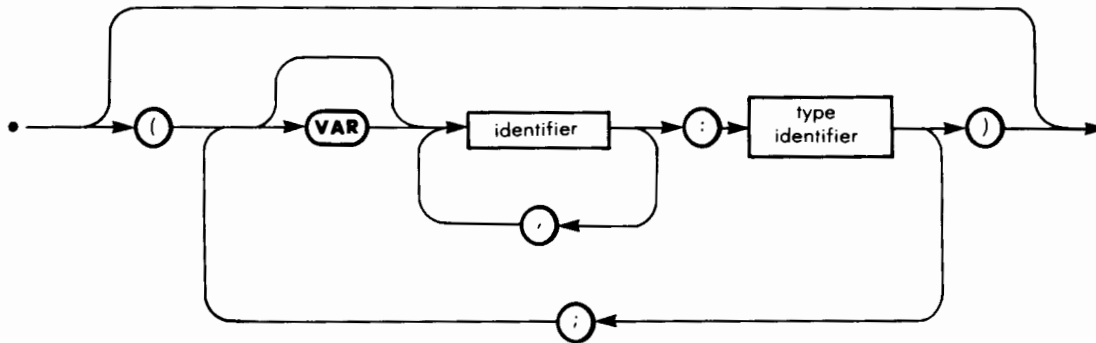 ( VAR identifier : type
identifier )
,
;